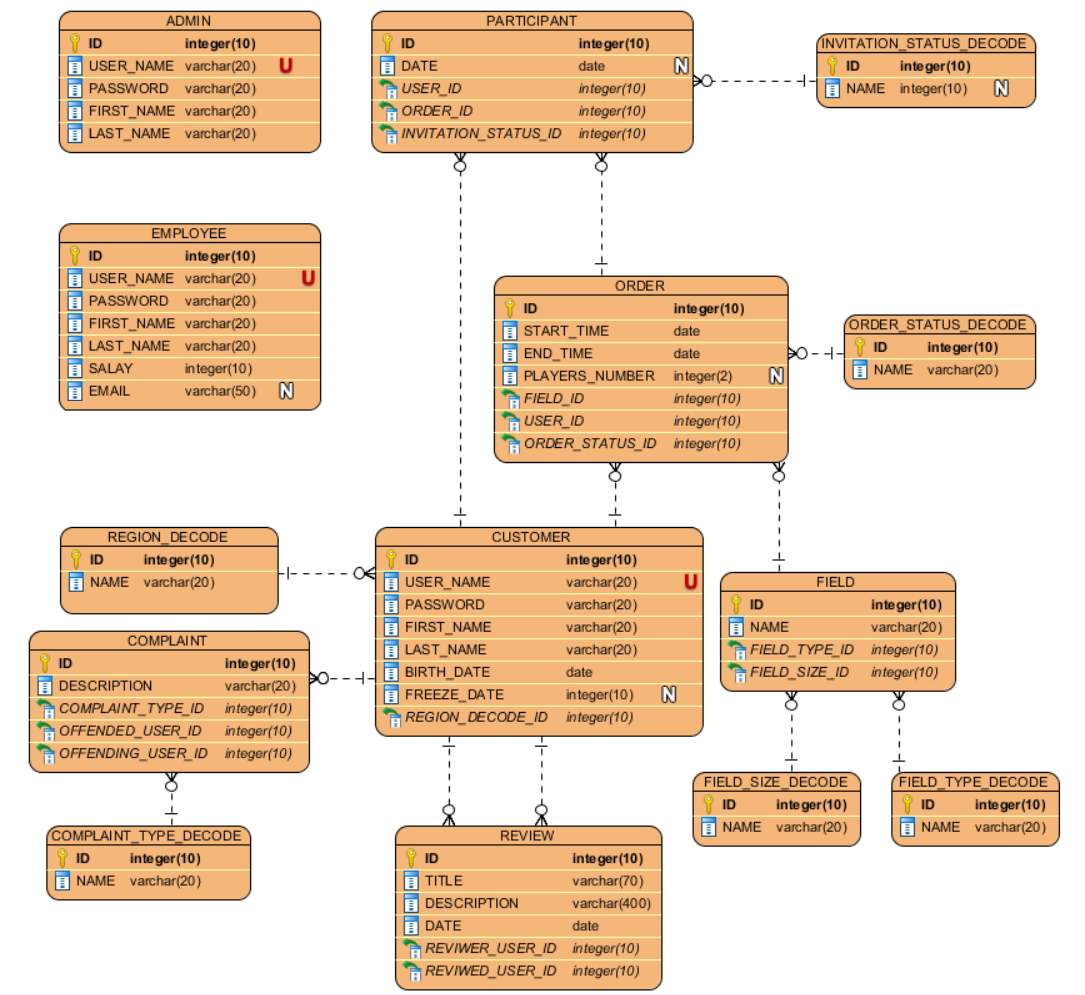 ADMIN
ID integer(10)
USER_NAME varchar(20) U
PASSWORD varchar(20)
FIRST_NAME varchar(20)
LAST_NAME varchar(20)
PARTICIPANT
ID integer(10)
DATE date N
USER_ID integer(10)
ORDER_ID integer(10)
INVITATION_STATUS_ID integer(10)
INVITATION_STATUS_DECODE
ID integer(10)
NAME integer(10) N
EMPLOYEE
ID integer(10)
USER_NAME varchar(20) U
PASSWORD varchar(20)
FIRST_NAME varchar(20)
LAST_NAME varchar(20)
SALAY integer(10)
EMAIL varchar(50) N
ORDER
ID integer(10)
START_TIME date
END_TIME date
PLAYERS_NUMBER integer(2) N
FIELD_ID integer(10)
USER_ID integer(10)
ORDER_STATUS_ID integer(10)
ORDER_STATUS_DECODE
ID integer(10)
NAME varchar(20)
REGION_DECODE
ID integer(10)
NAME varchar(20)
CUSTOMER
ID integer(10)
USER_NAME varchar(20) U
PASSWORD varchar(20)
FIRST_NAME varchar(20)
LAST_NAME varchar(20)
BIRTH_DATE date
FREEZE_DATE integer(10) N
REGION_DECODE_ID integer(10)
FIELD
ID integer(10)
NAME varchar(20)
FIELD_TYPE_ID integer(10)
FIELD_SIZE_ID integer(10)
COMPLAINT
ID integer(10)
DESCRIPTION varchar(20)
COMPLAINT_TYPE_ID integer(10)
OFFENDED_USER_ID integer(10)
OFFENDING_USER_ID integer(10)
COMPLAINT_TYPE_DECODE
ID integer(10)
NAME varchar(20)
REVIEW
ID integer(10)
TITLE varchar(70)
DESCRIPTION varchar(400)
DATE date
REVIWER_USER_ID integer(10)
REVIWED_USER_ID integer(10)
FIELD_SIZE_DECODE
ID integer(10)
NAME varchar(20)
FIELD_TYPE_DECODE
ID integer(10)
NAME varchar(20)